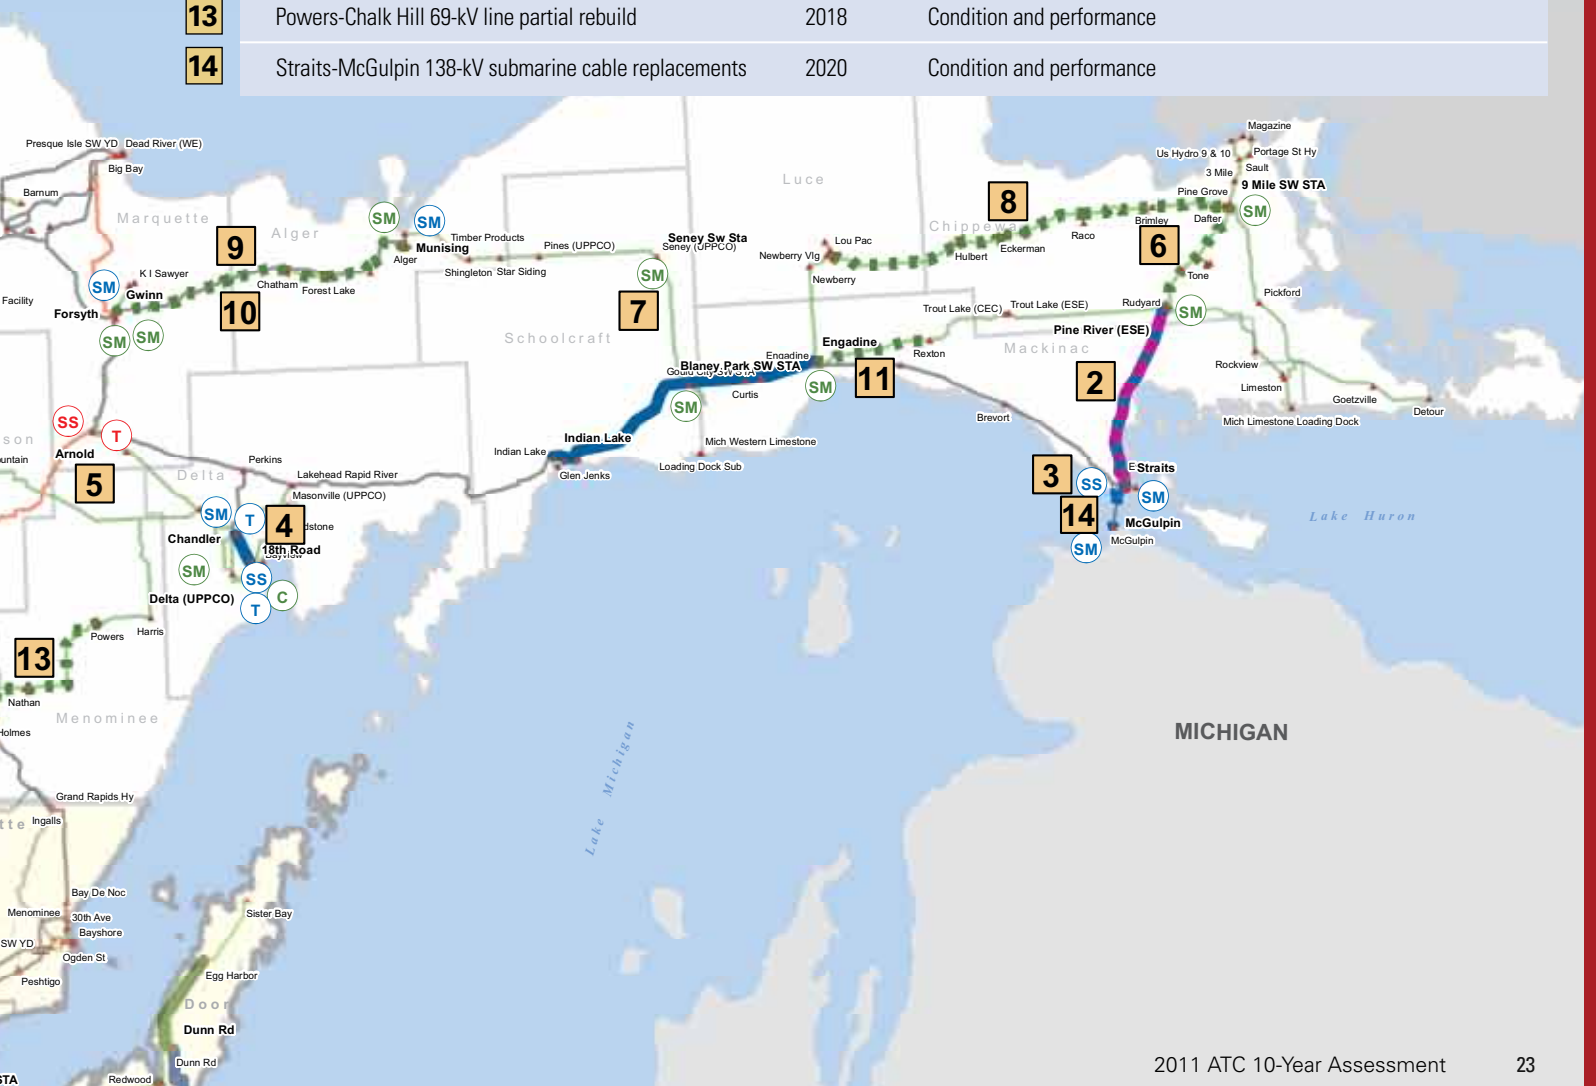 13 Powers-Chalk Hill 69-kV line partial rebuild 2018 Condition and performance
14 Straits-McGulpin 138-kV submarine cable replacements 2020 Condition and performance
Presque Isle SW YD
Dead River (WE)
Big Bay
Barnum
Marquette
Alger
Luce
Chippewa
Magazine
Us Hydro 9 & 10
Portage St Hy
Sault
3 Mile
9 Mile SW STA
Pine Grove
SM
Brimley
Dafter
8
6
Raco
Eckerman
Hulbert
Tone
Lou Pac
Newberry Vlg
Newberry
SM
SM
Munising
Alger
9
Timber Products
Pines (UPPCO)
Seney Sw Sta
Seney (UPPCO)
Shingleton
Star Siding
SM
7
K I Sawyer
Chatham
Forest Lake
SM
Gwinn
Facility
Forsyth
10
SM
SM
Schoolcraft
Trout Lake (CEC)
Trout Lake (ESE)
Rudyard
SM
Pickford
Pine River (ESE)
Mackinac
Engadine
Engadine
Rexton
Blaney Park SW STA
Curtis
SM
SM
11
2
Rockview
Limeston
Goetzville
Detour
Mich Limestone Loading Dock
Brevort
SS
T
son
untain
Arnold
5
Delta
Perkins
Lakehead Rapid River
Masonville (UPPCO)
Indian Lake
Indian Lake
Glen Jenks
Mich Western Limestone
Loading Dock Sub
3
SS
E
Straits
SM
14
McGulpin
McGulpin
SM
Lake Huron
SM
T
4
dstone
Chandler
18th Road
SM
SS
C
T
Delta (UPPCO)
Powers
Harris
13
Nathan
Menominee
Holmes
MICHIGAN
Lake Michigan
Grand Rapids Hy
tte
Ingalls
Bay De Noc
Menominee
30th Ave
Bayshore
SW YD
Ogden St
Peshtigo
Sister Bay
Egg Harbor
Door
Dunn Rd
Dunn Rd
Redwood
STA
2011 ATC 10-Year Assessment 23